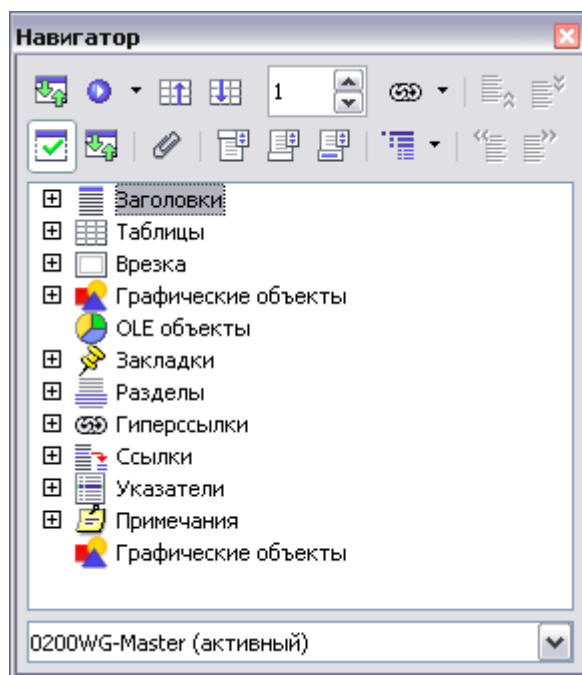 Навигатор
1
Заголовки
Таблицы
Врезка
Графические объекты
OLE объекты
Закладки
Разделы
Гиперссылки
Ссылки
Указатели
Примечания
Графические объекты
0200WG-Master (активный)